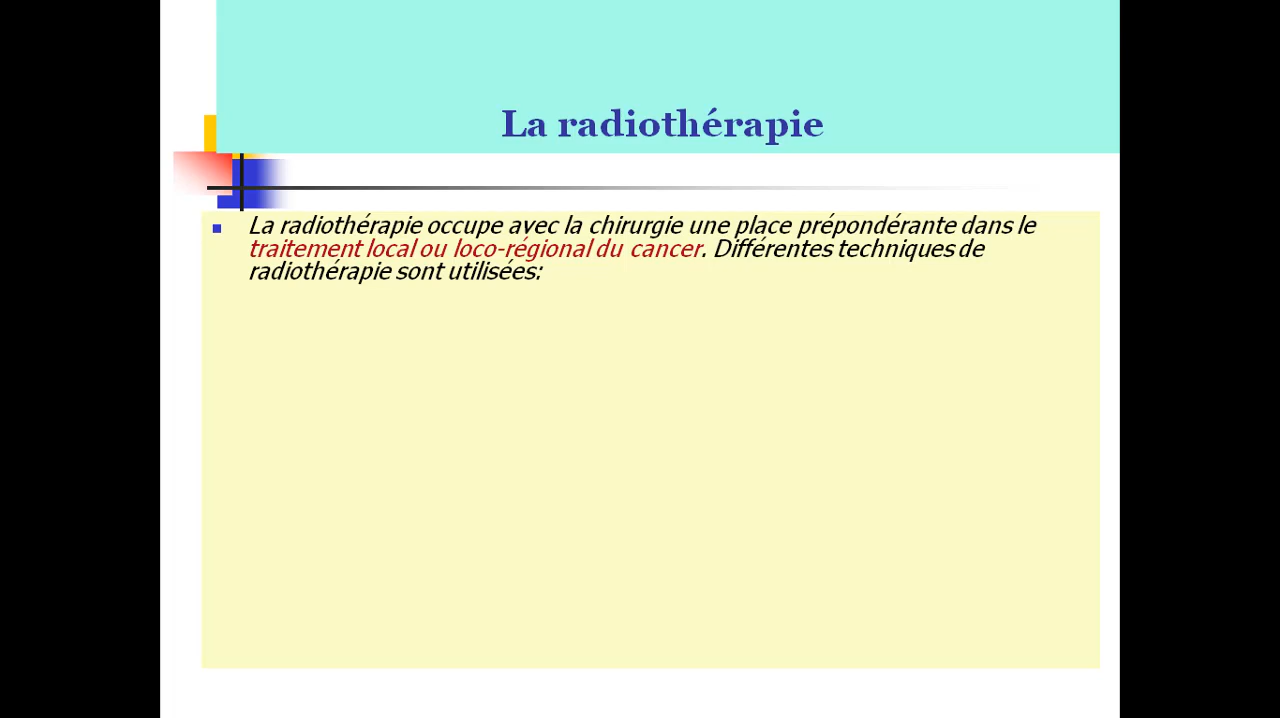 La radiothérapie
La radiothérapie occupe avec la chirurgie une place prépondérante dans le
traitement local ou loco-régional du cancer. Différentes techniques de
radiothérapie sont utilisées: